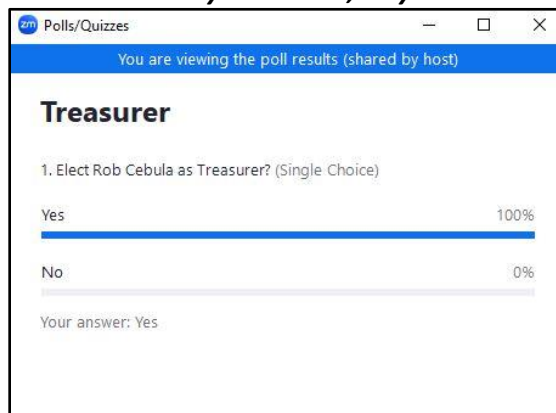 zm Polls/Quizzes
You are viewing the poll results (shared by host)
Treasurer
1. Elect Rob Cebula as Treasurer? (Single Choice)
Yes 100%
No 0%
Your answer: Yes